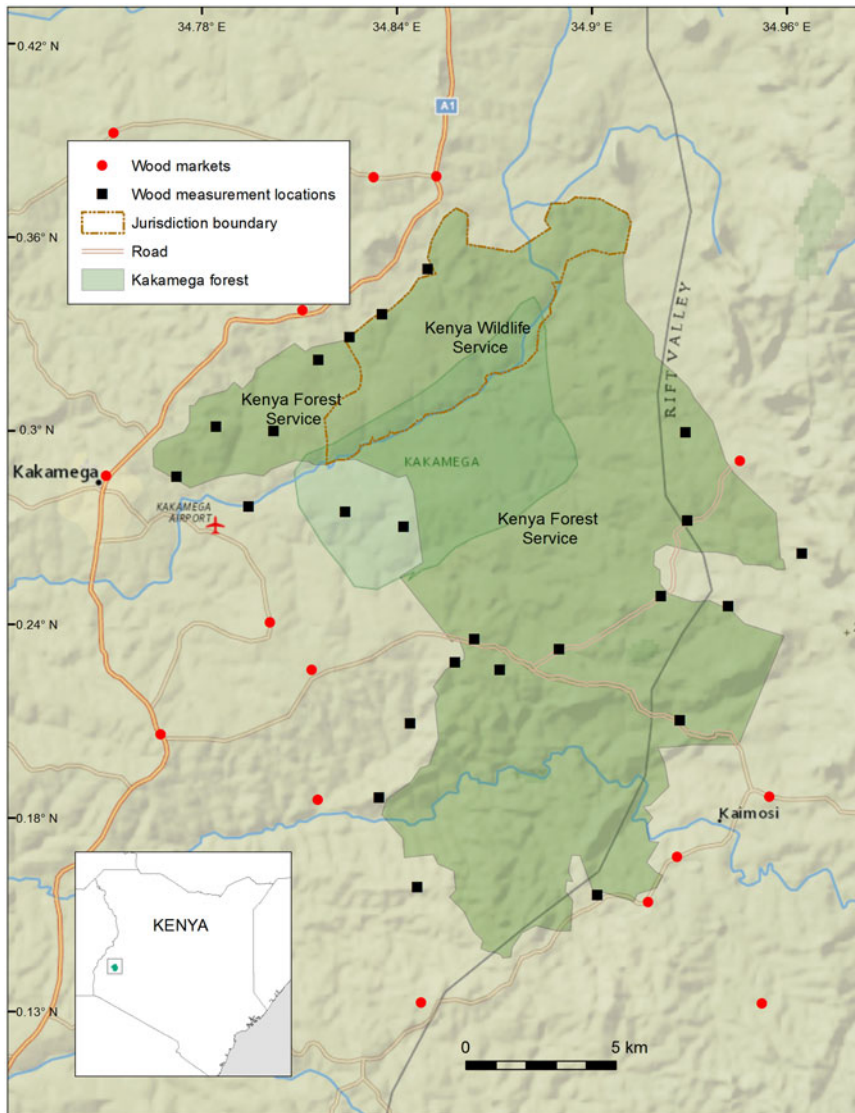 34.78° E
34.84° E
34.9° E
34.96° E
0.42° N
A1
Wood markets
Wood measurement locations
Jurisdiction boundary
Road
Kakamega forest
0.36° N
RIFT VALLEY
Kenya Wildlife
Service
Kenya Forest
Service
0.3° N
KAKAMEGA
Kakamega
KAKAMEGA
AIRPORT
Kenya Forest
Service
0.24° N
0.18° N
Kaimosi
KENYA
0.13° N
0
5 km